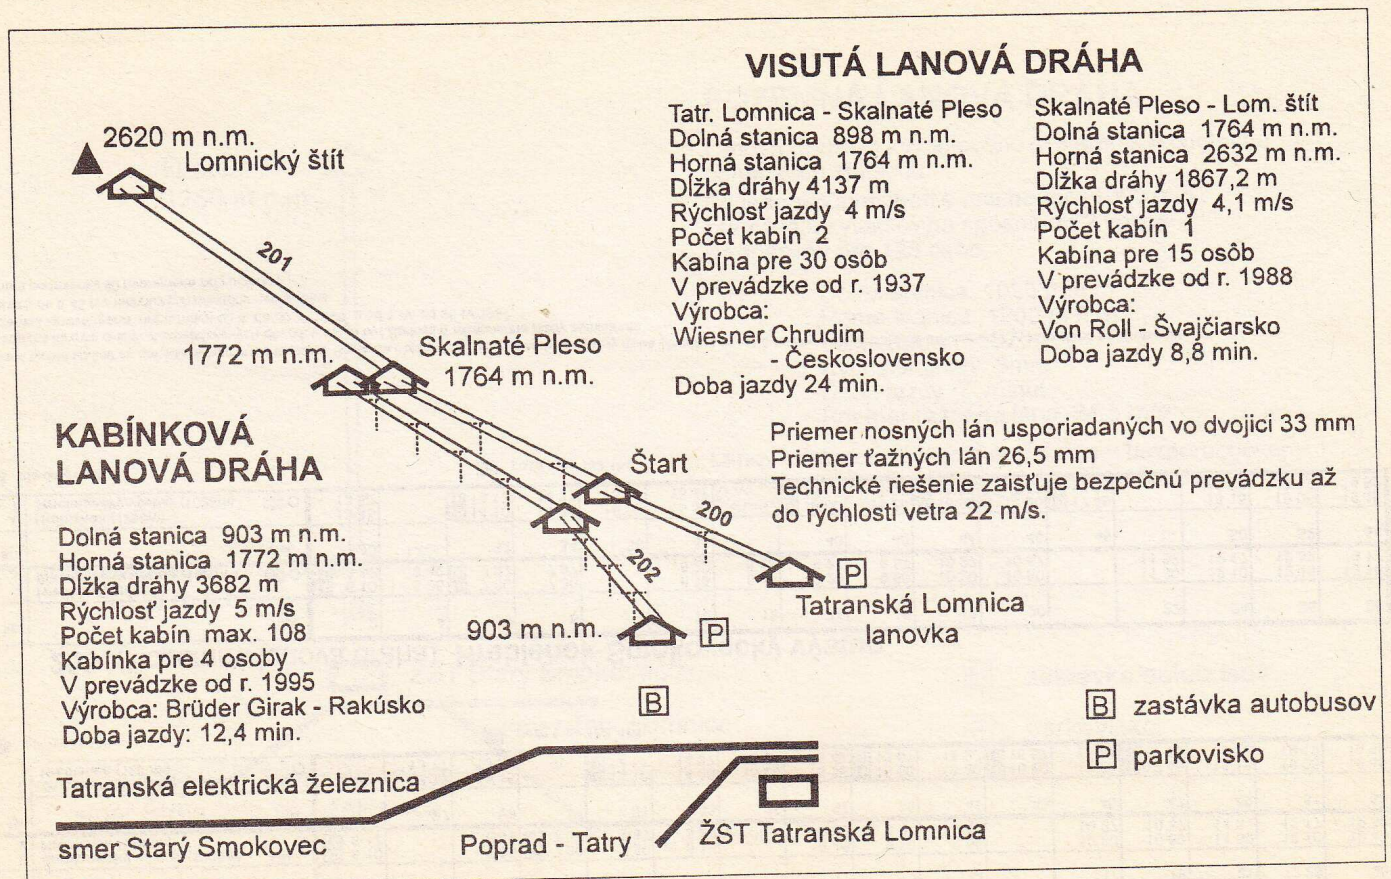 VISUTÁ LANOVÁ DRÁHA
Tatr. Lomnica - Skalnaté Pleso
Dolná stanica 898 m n.m.
Horná stanica 1764 m n.m.
Dĺžka dráhy 4137 m
Rýchlosť jazdy 4 m/s
Počet kabín 2
Kabína pre 30 osôb
V prevádzke od r. 1937
Výrobca:
Wiesner Chrudim
- Československo
Doba jazdy 24 min.
Skalnaté Pleso - Lom. štít
Dolná stanica 1764 m n.m.
Horná stanica 2632 m n.m.
Dĺžka dráhy 1867,2 m
Rýchlosť jazdy 4,1 m/s
Počet kabín 1
Kabína pre 15 osôb
V prevádzke od r. 1988
Výrobca:
Von Roll - Švajčiarsko
Doba jazdy 8,8 min.
Priemer nosných lán usporiadaných vo dvojici 33 mm
Priemer ťažných lán 26,5 mm
Technické riešenie zaisťuje bezpečnú prevádzku až
do rýchlosti vetra 22 m/s.
2620 m n.m.
Lomnický štít
201
1772 m n.m.
Skalnaté Pleso
1764 m n.m.
Štart
200
202
P
Tatranská Lomnica
lanovka
903 m n.m.
P
B
KABÍNKOVÁ
LANOVÁ DRÁHA
Dolná stanica 903 m n.m.
Horná stanica 1772 m n.m.
Dĺžka dráhy 3682 m
Rýchlosť jazdy 5 m/s
Počet kabín max. 108
Kabínka pre 4 osoby
V prevádzke od r. 1995
Výrobca: Brüder Girak - Rakúsko
Doba jazdy: 12,4 min.
B zastávka autobusov
P parkovisko
Tatranská elektrická železnica
smer Starý Smokovec
Poprad - Tatry
ŽST Tatranská Lomnica